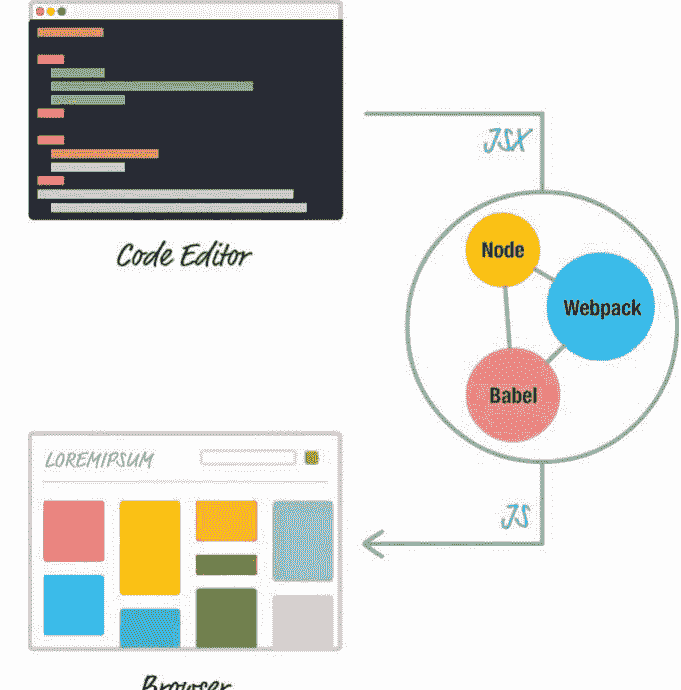 JSX
Code Editor
Node
Webpack
Babel
LOREMIPSUM
JS
Browser